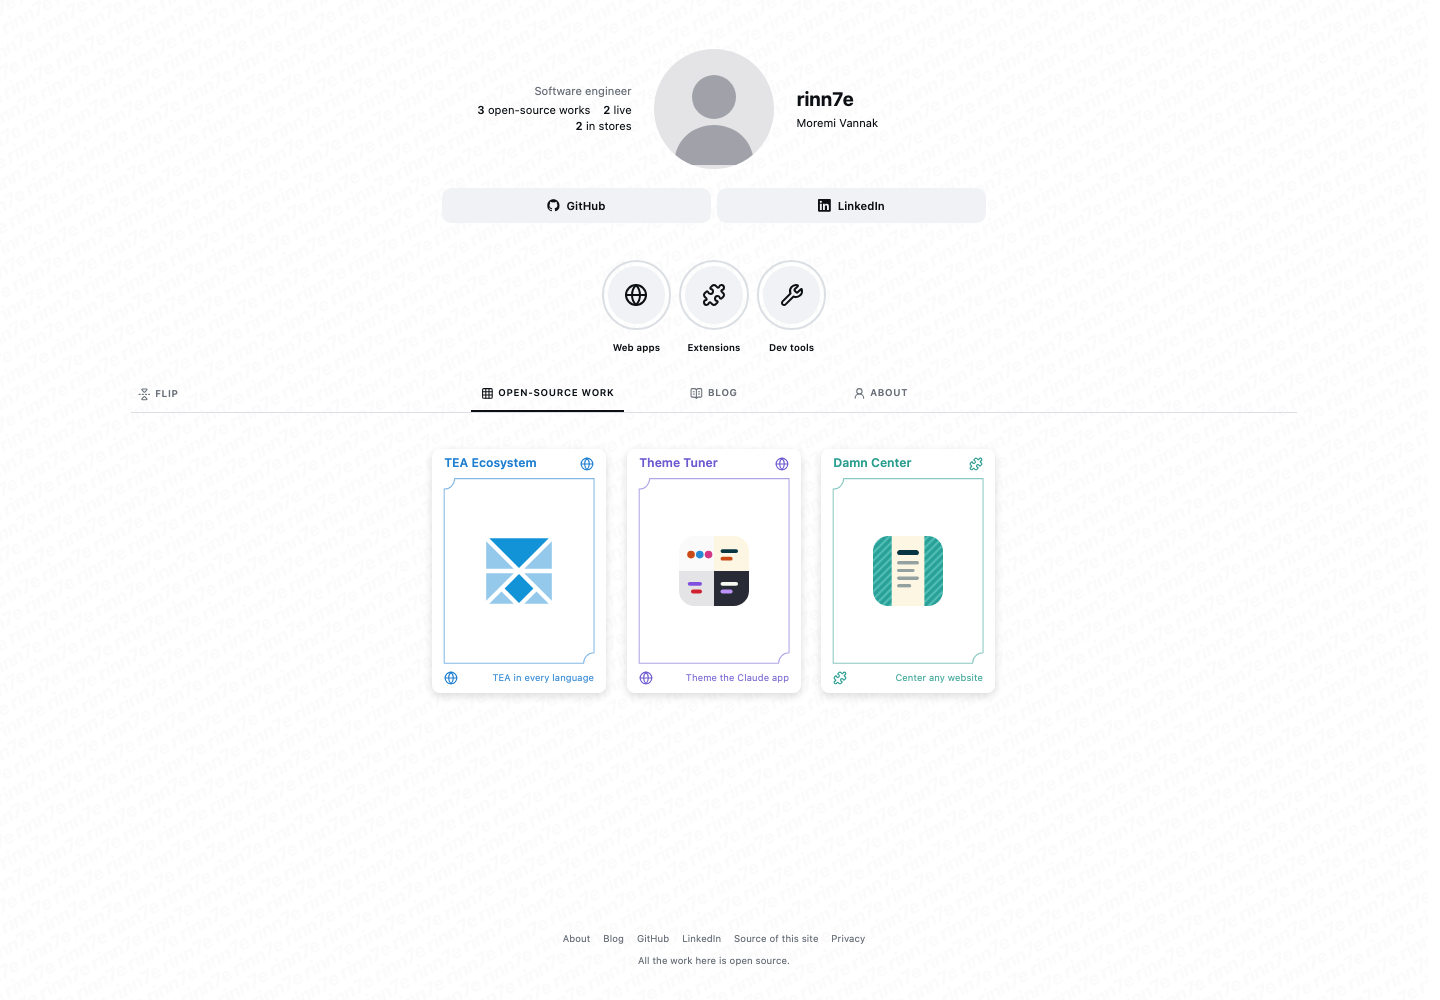 Software engineer
3 open-source works 2 live
2 in stores
rinn7e
Moremi Vannak
GitHub
LinkedIn
Web apps
Extensions
Dev tools
FLIP
OPEN-SOURCE WORK
BLOG
ABOUT
TEA Ecosystem
Theme Tuner
Damn Center
TEA in every language
Theme the Claude app
Center any website
About Blog GitHub LinkedIn Source of this site Privacy
All the work here is open source.